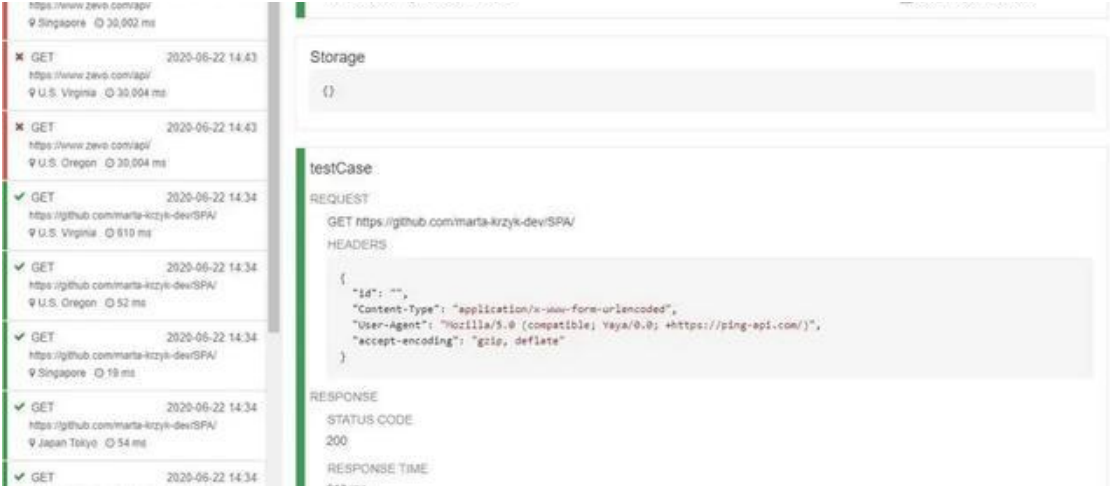 https://www.zevo.com/api/
Singapore 30,002 ms
GET 2020-06-22 14:43
https://www.zevo.com/api/
U.S. Virginia 30,004 ms
GET 2020-06-22 14:43
https://www.zevo.com/api/
U.S. Oregon 30,004 ms
GET 2020-06-22 14:34
https://github.com/marta-krzyk-dev/SPA/
U.S. Virginia 610 ms
GET 2020-06-22 14:34
https://github.com/marta-krzyk-dev/SPA/
U.S. Oregon 52 ms
GET 2020-06-22 14:34
https://github.com/marta-krzyk-dev/SPA/
Singapore 19 ms
GET 2020-06-22 14:34
https://github.com/marta-krzyk-dev/SPA/
Japan Tokyo 54 ms
GET 2020-06-22 14:34
Storage
{}
testCase
REQUEST
GET https://github.com/marta-krzyk-dev/SPA/
HEADERS
{
"id": "",
"Content-Type": "application/x-www-form-urlencoded",
"User-Agent": "Mozilla/5.0 (compatible; Yaya/0.0; +https://ping-api.com/)",
"accept-encoding": "gzip, deflate"
}
RESPONSE
STATUS CODE
200
RESPONSE TIME